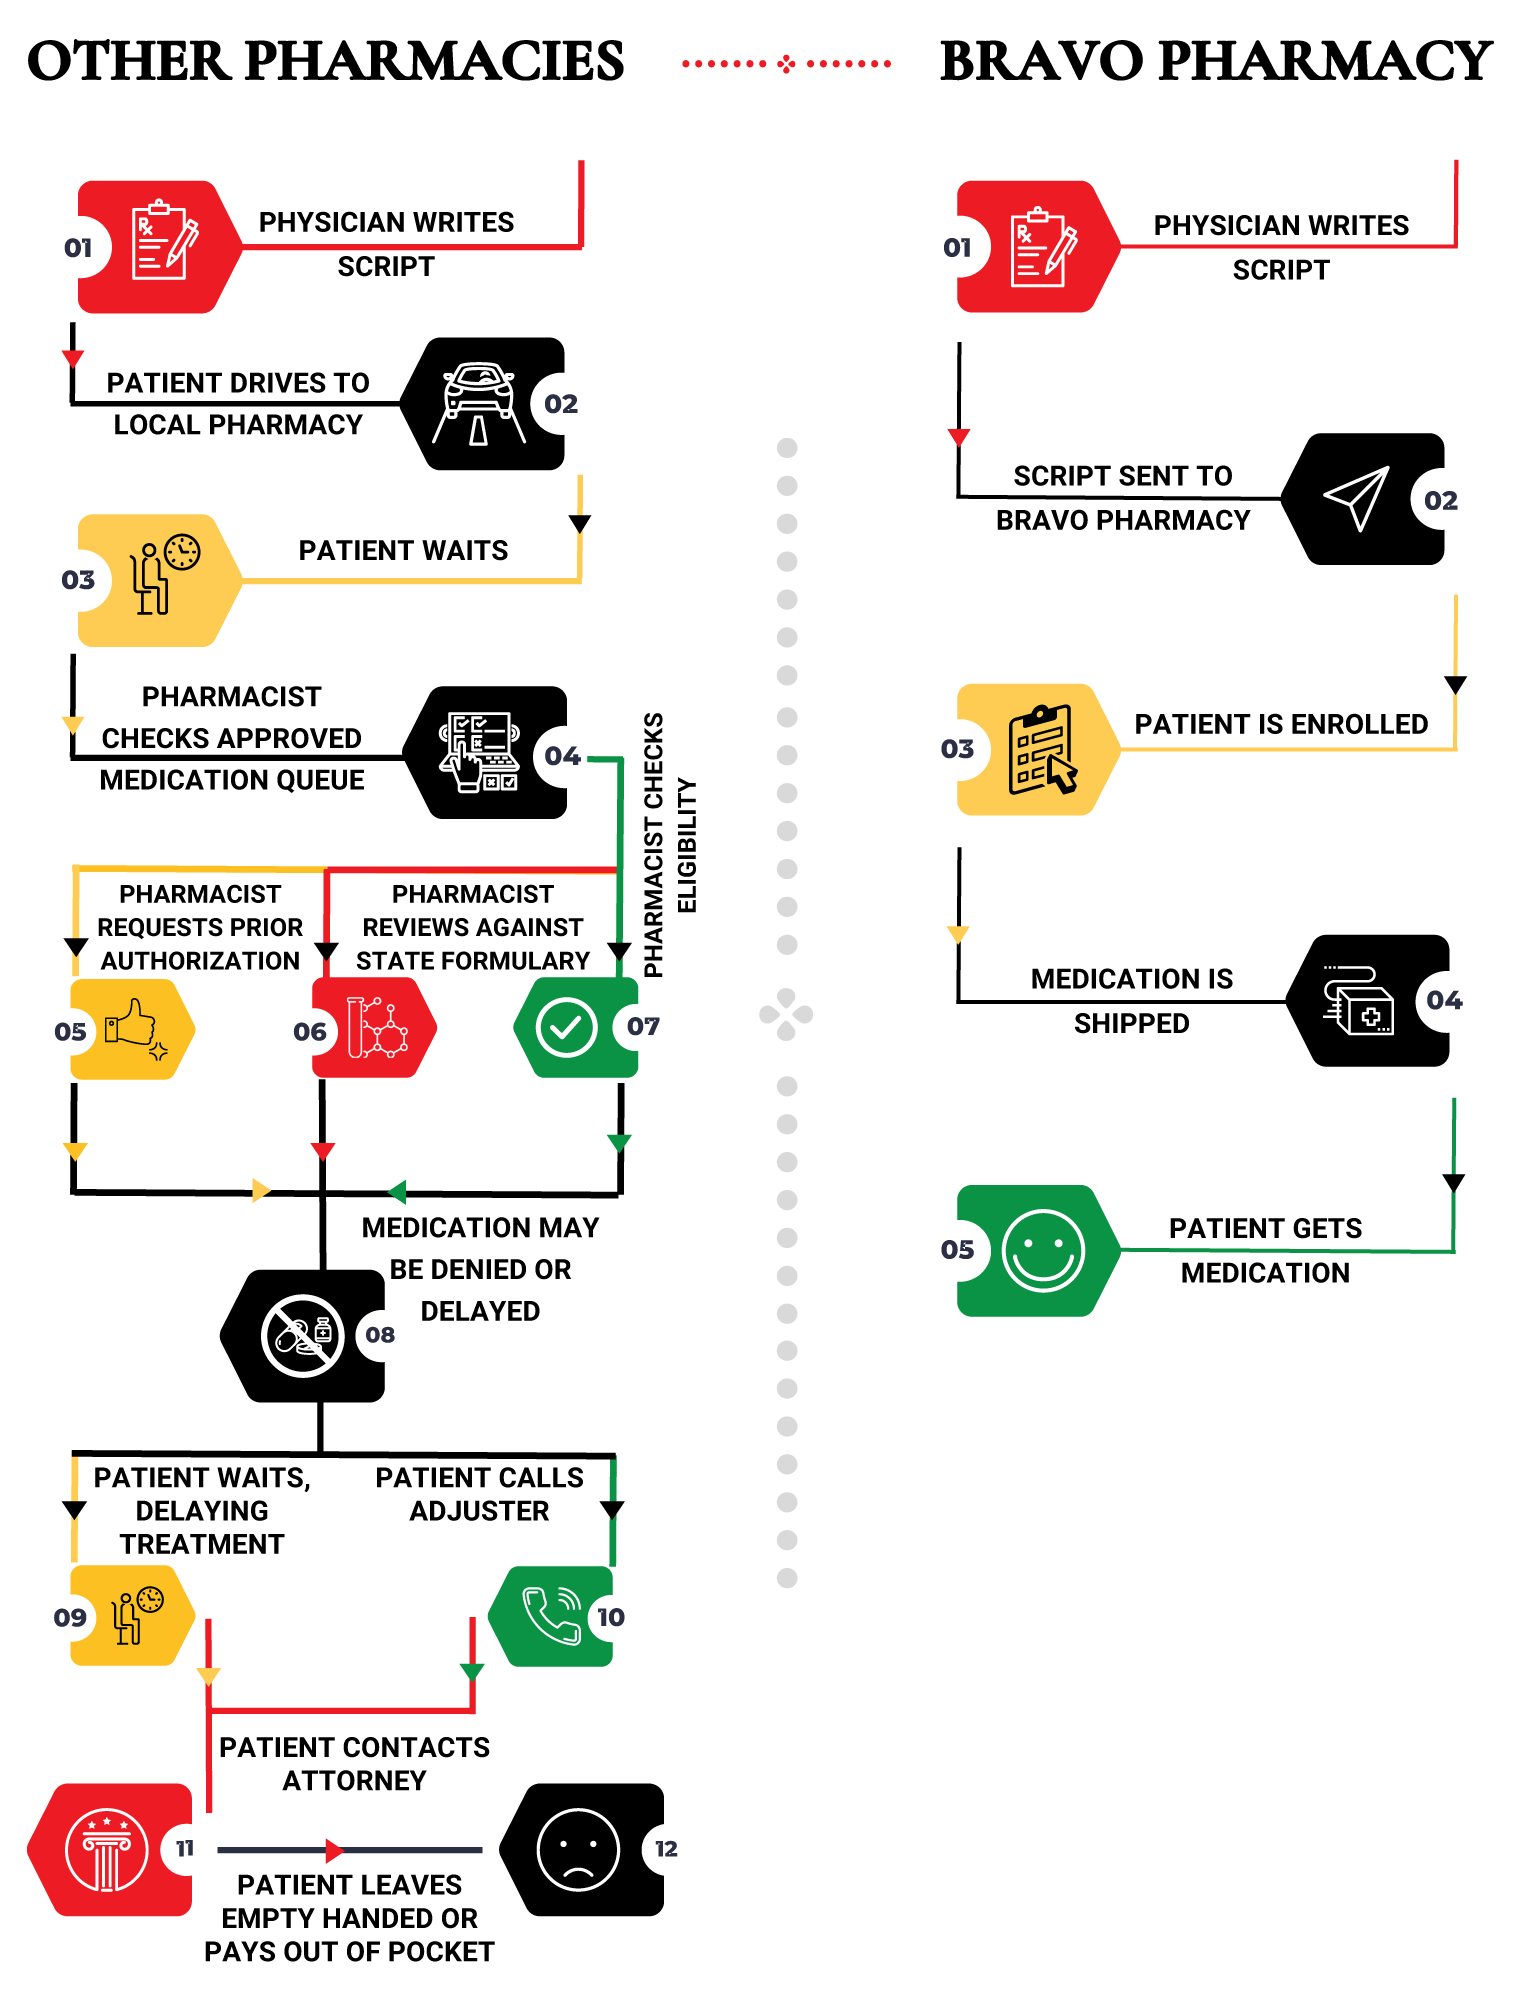 OTHER PHARMACIES
01
PHYSICIAN WRITES
SCRIPT
Rx
PATIENT DRIVES TO
LOCAL PHARMACY
02
03
PATIENT WAITS
PHARMACIST
CHECKS APPROVED
MEDICATION QUEUE
04
PHARMACIST CHECKS
ELIGIBILITY
PHARMACIST
REQUESTS PRIOR
AUTHORIZATION
05
PHARMACIST
REVIEWS AGAINST
STATE FORMULARY
06
07
MEDICATION MAY
BE DENIED OR
DELAYED
08
PATIENT WAITS,
DELAYING
TREATMENT
09
PATIENT CALLS
ADJUSTER
10
PATIENT CONTACTS
ATTORNEY
11
PATIENT LEAVES
EMPTY HANDED OR
PAYS OUT OF POCKET
12
BRAVO PHARMACY
01
Rx
PHYSICIAN WRITES
SCRIPT
SCRIPT SENT TO
BRAVO PHARMACY
02
03
PATIENT IS ENROLLED
MEDICATION IS
SHIPPED
04
05
PATIENT GETS
MEDICATION